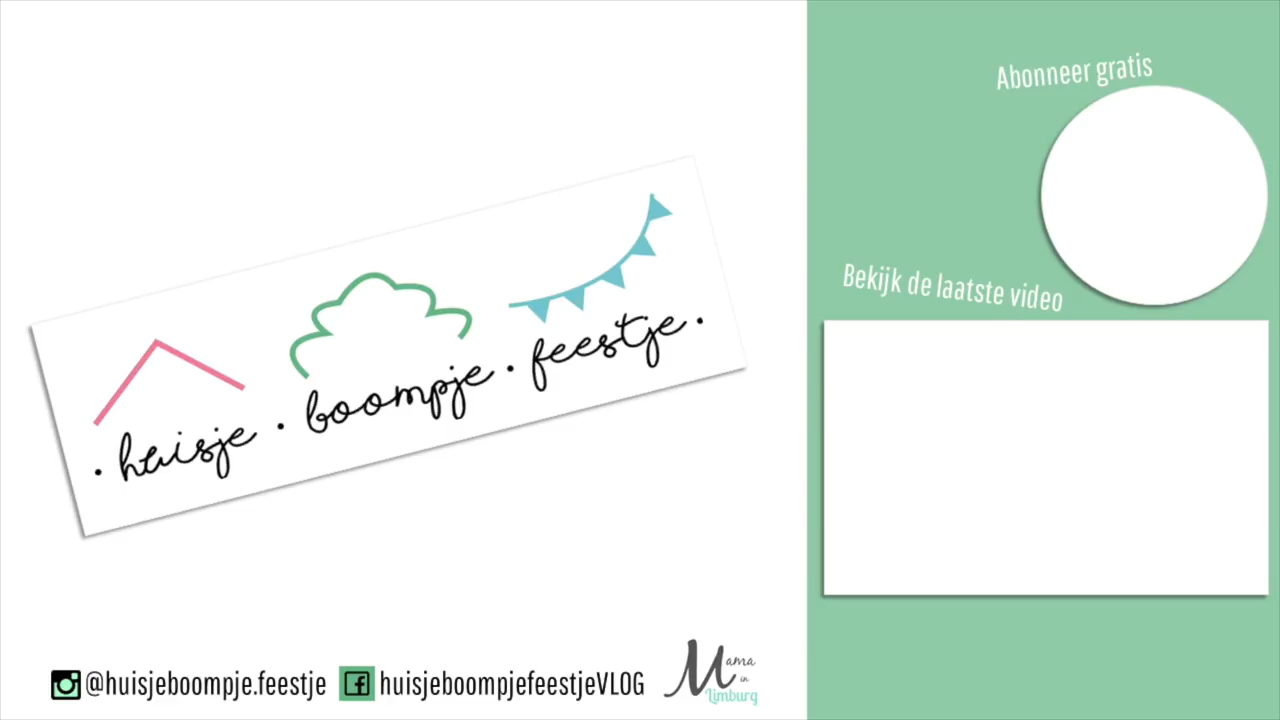 • huisje • boompje • feestje •
Abonneer gratis
Bekijk de laatste video
@huisjeboompje.feestje
huisjeboompjefeestjeVLOG
Mama
in
Limburg